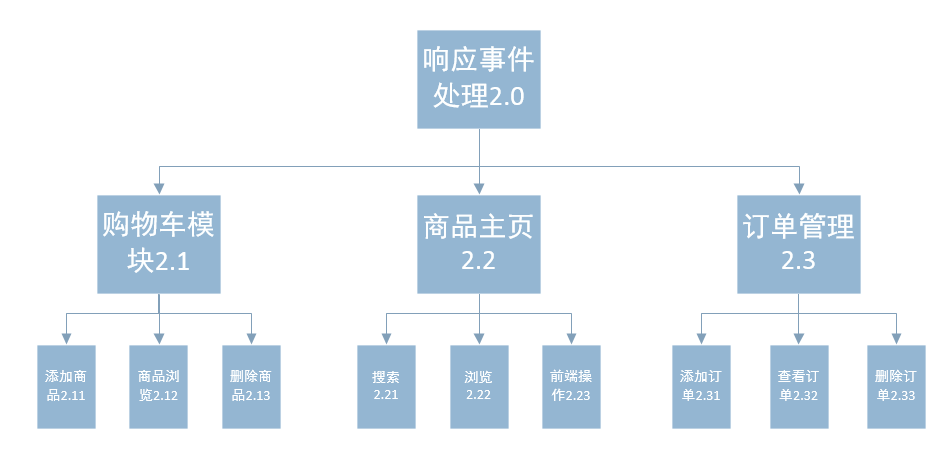 响应事件
处理2.0
购物车模
块2.1
商品主页
2.2
订单管理
2.3
添加商
品2.11
商品浏
览2.12
删除商
品2.13
搜索
2.21
浏览
2.22
前端操
作2.23
添加订
单2.31
查看订
单2.32
删除订
单2.33